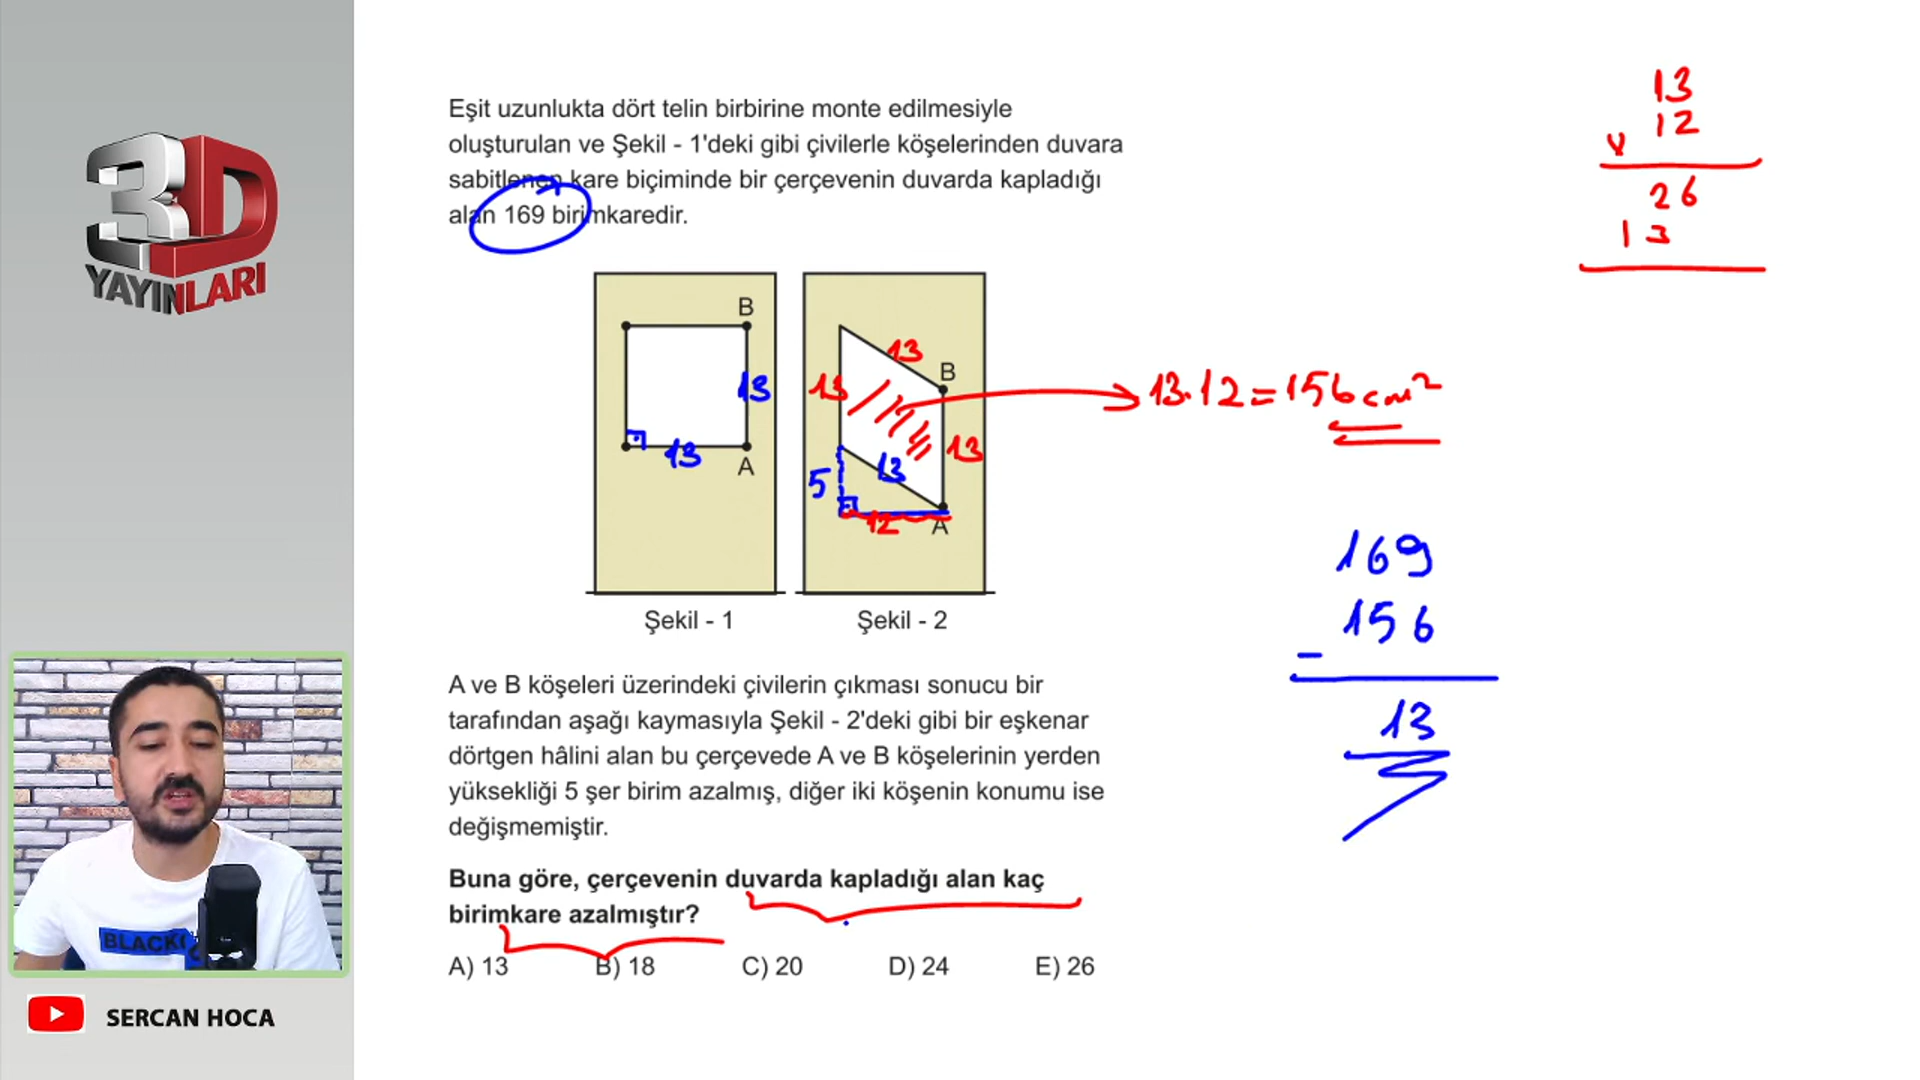 3D
YAYINLARI
Eşit uzunlukta dört telin birbirine monte edilmesiyle
oluşturulan ve Şekil - 1'deki gibi çivilerle köşelerinden duvara
sabitlenen kare biçiminde bir çerçevenin duvarda kapladığı
alan 169 birimkaredir.
B
13
13
A
Şekil - 1
13
B
13
13
13
5
12
A
Şekil - 2
13.12=156cm²
13
x 12
26
13
169
- 156
13
A ve B köşeleri üzerindeki çivilerin çıkması sonucu bir
tarafından aşağı kaymasıyla Şekil - 2'deki gibi bir eşkenar
dörtgen hâlini alan bu çerçevede A ve B köşelerinin yerden
yüksekliği 5 şer birim azalmış, diğer iki köşenin konumu ise
değişmemiştir.
Buna göre, çerçevenin duvarda kapladığı alan kaç
birimkare azalmıştır?
A) 13 B) 18 C) 20 D) 24 E) 26
SERCAN HOCA